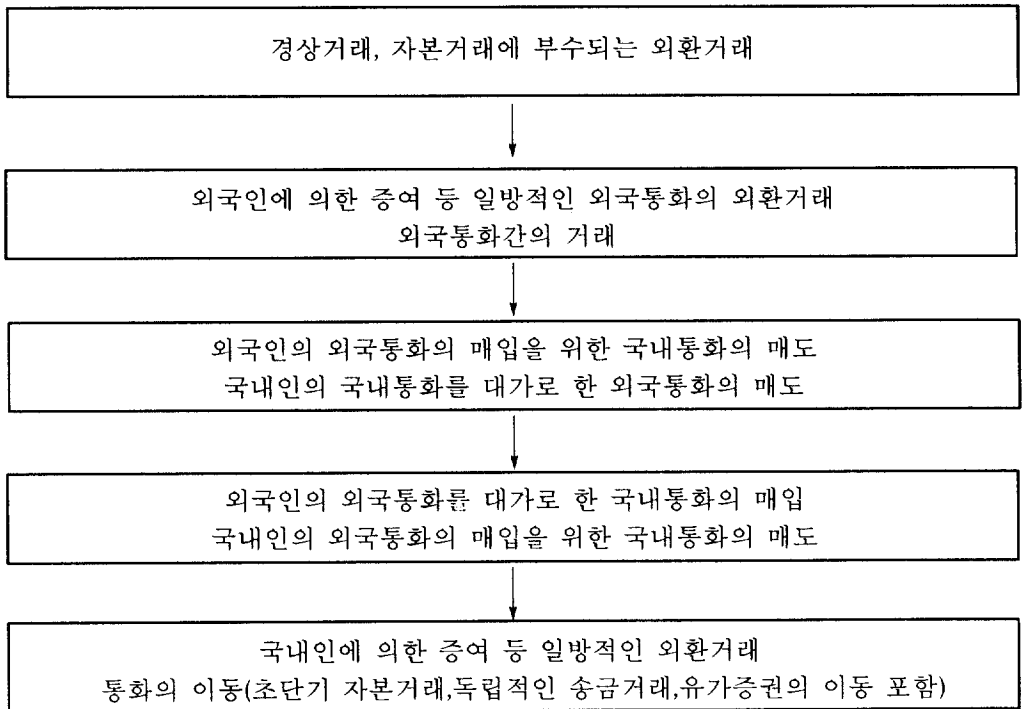 경상거래, 자본거래에 부수되는 외환거래
외국인에 의한 증여 등 일방적인 외국통화의 외환거래
외국통화간의 거래
외국인의 외국통화의 매입을 위한 국내통화의 매도
국내인의 국내통화를 대가로 한 외국통화의 매도
외국인의 외국통화를 대가로 한 국내통화의 매입
국내인의 외국통화의 매입을 위한 국내통화의 매도
국내인에 의한 증여 등 일방적인 외환거래
통화의 이동(초단기 자본거래,독립적인 송금거래,유가증권의 이동 포함)